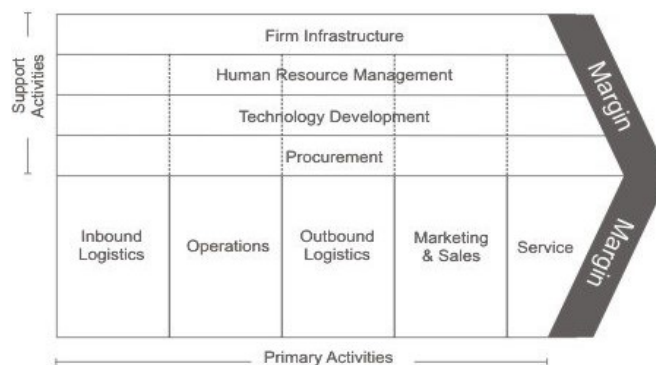 Support
Activities
Firm Infrastructure
Human Resource Management
Technology Development
Procurement
Margin
Inbound
Logistics
Operations
Outbound
Logistics
Marketing
& Sales
Service
Margin
Primary Activities